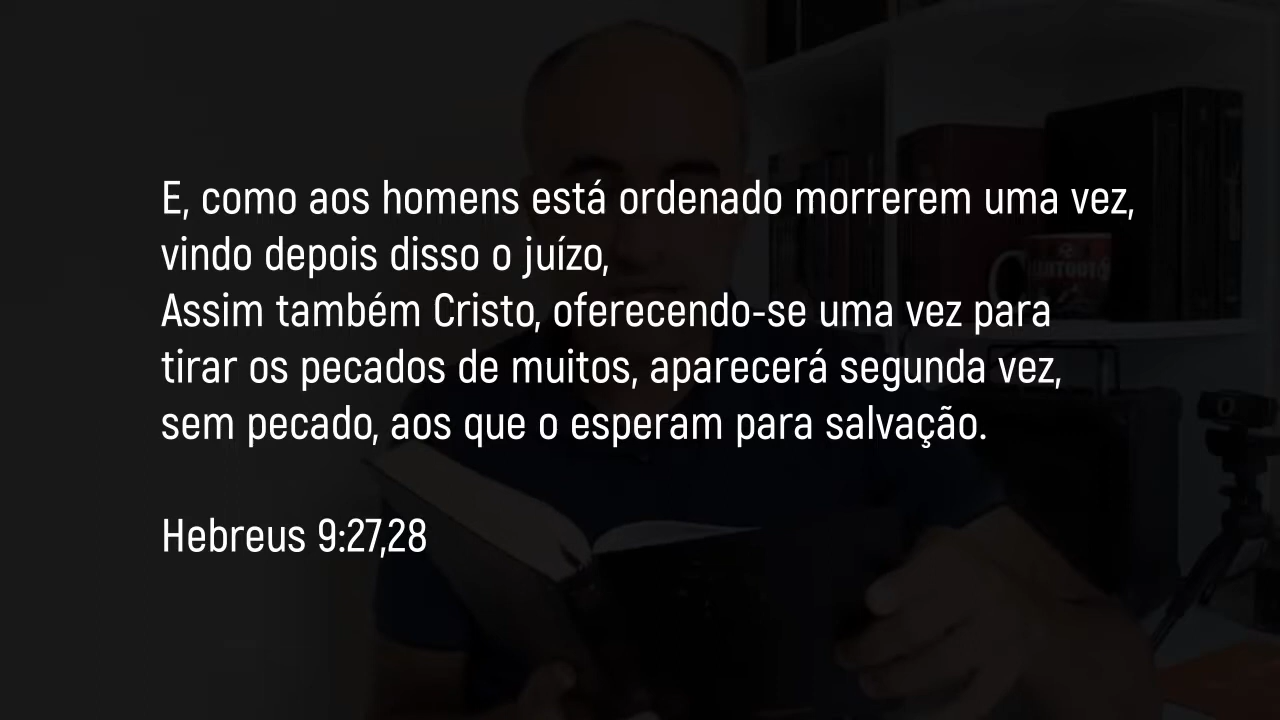 E, como aos homens está ordenado morrerem uma vez,
vindo depois disso o juízo,
Assim também Cristo, oferecendo-se uma vez para
tirar os pecados de muitos, aparecerá segunda vez,
sem pecado, aos que o esperam para salvação.
Hebreus 9:27,28